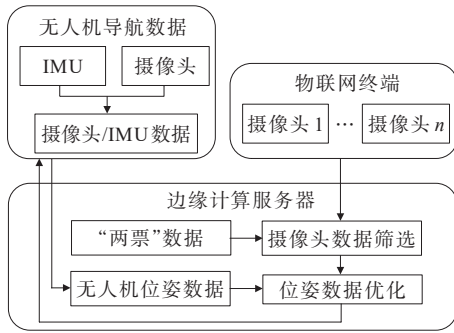 无人机导航数据
IMU
摄像头
摄像头/IMU数据
物联网终端
摄像头1
…
摄像头n
边缘计算服务器
“两票”数据
摄像头数据筛选
无人机位姿数据
位姿数据优化